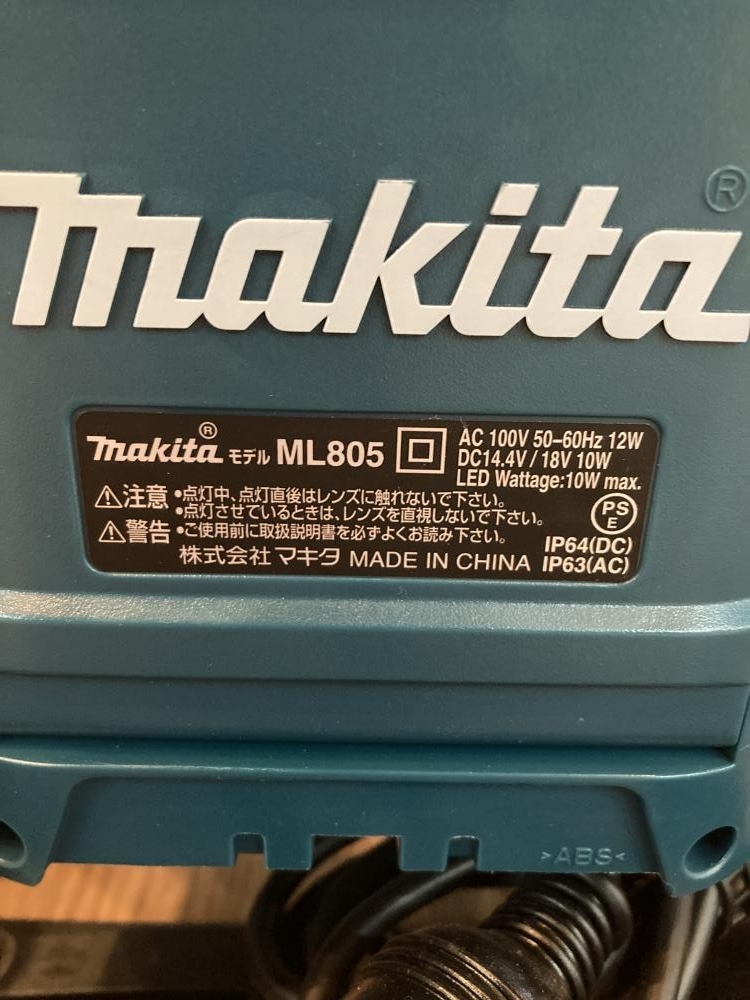 makita®
makita® モデル ML805
AC 100V 50–60Hz 12W
DC14.4V / 18V 10W
LED Wattage:10W max.
⚠注意 •点灯中、点灯直後はレンズに触れないで下さい。
•点灯させているときは、レンズを直視しないで下さい。
⚠警告 •ご使用前に取扱説明書を必ずよくお読み下さい。
PS
E
IP64(DC)
株式会社 マキタ MADE IN CHINA IP63(AC)
>ABS<